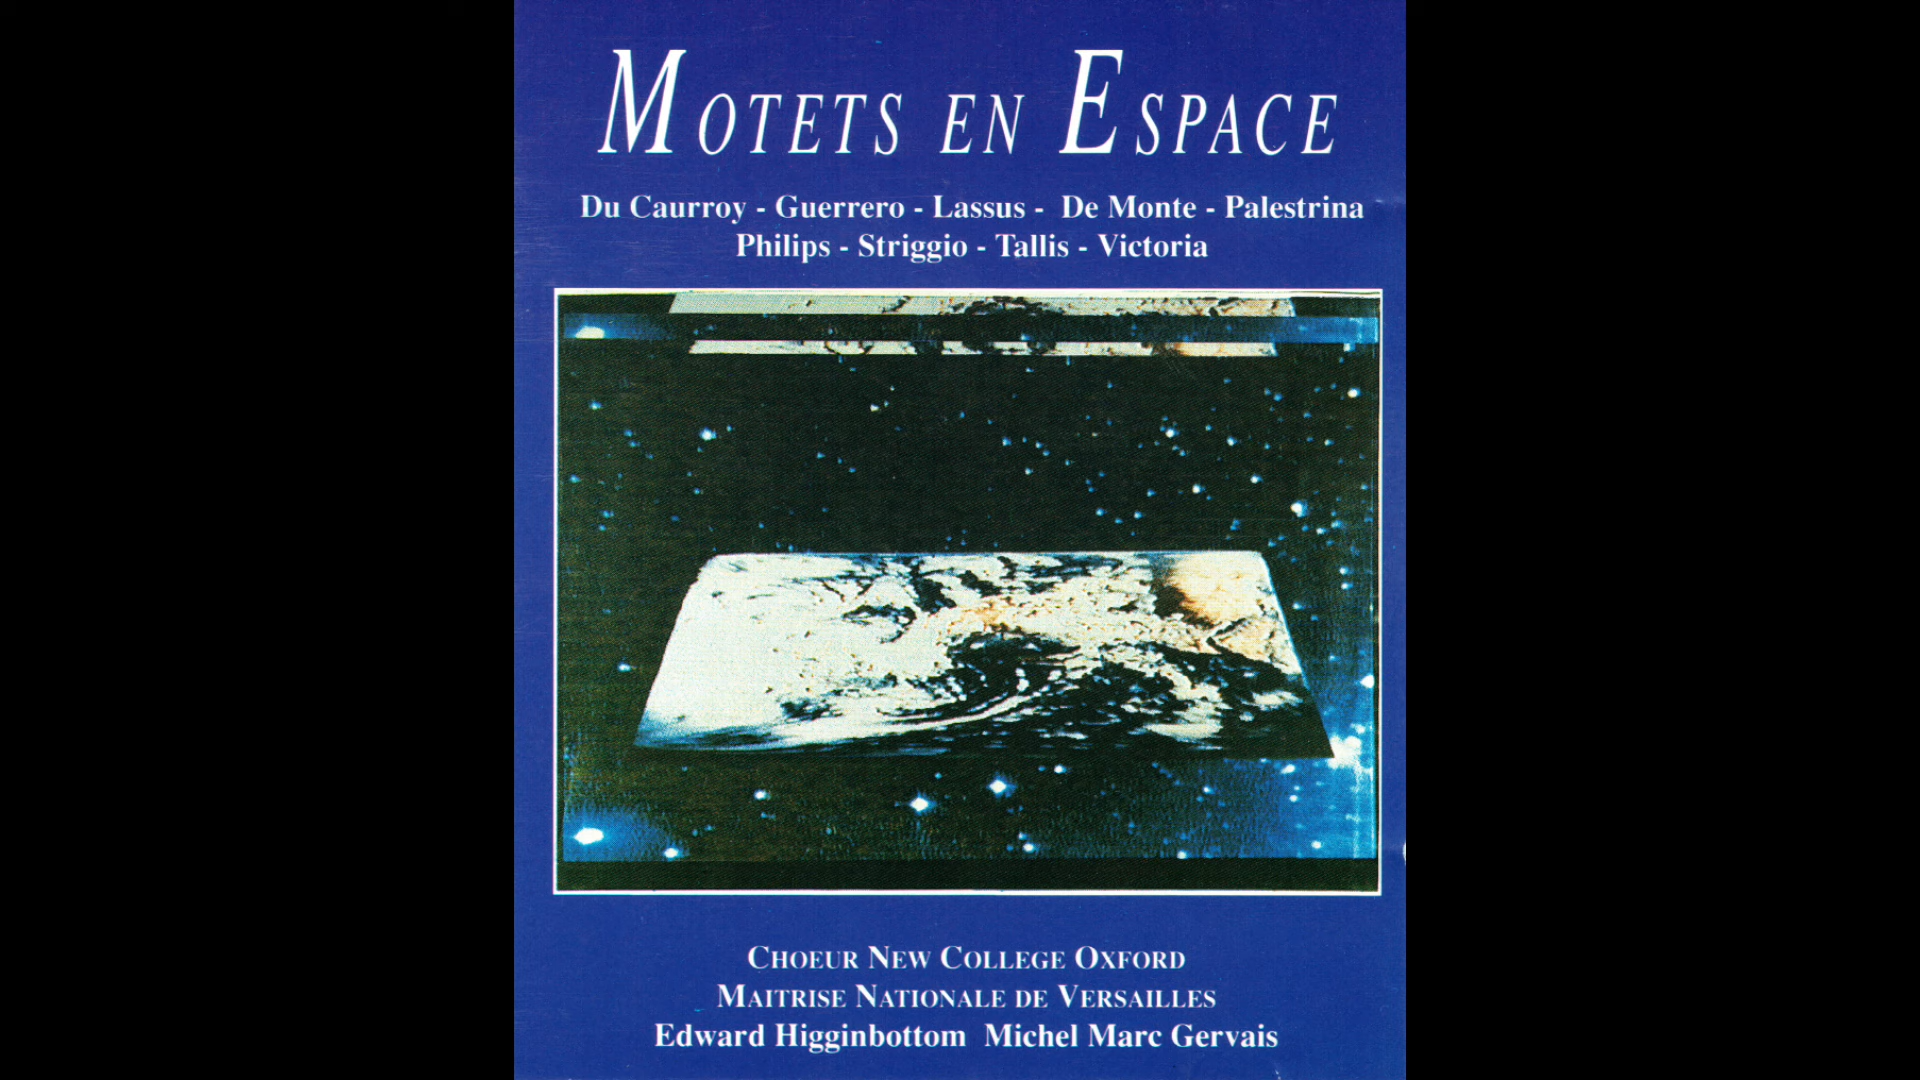 MOTETS EN ESPACE
Du Caurroy - Guerrero - Lassus - De Monte - Palestrina
Philips - Striggio - Tallis - Victoria
CHOEUR NEW COLLEGE OXFORD
MAITRISE NATIONALE DE VERSAILLES
Edward Higginbottom Michel Marc Gervais